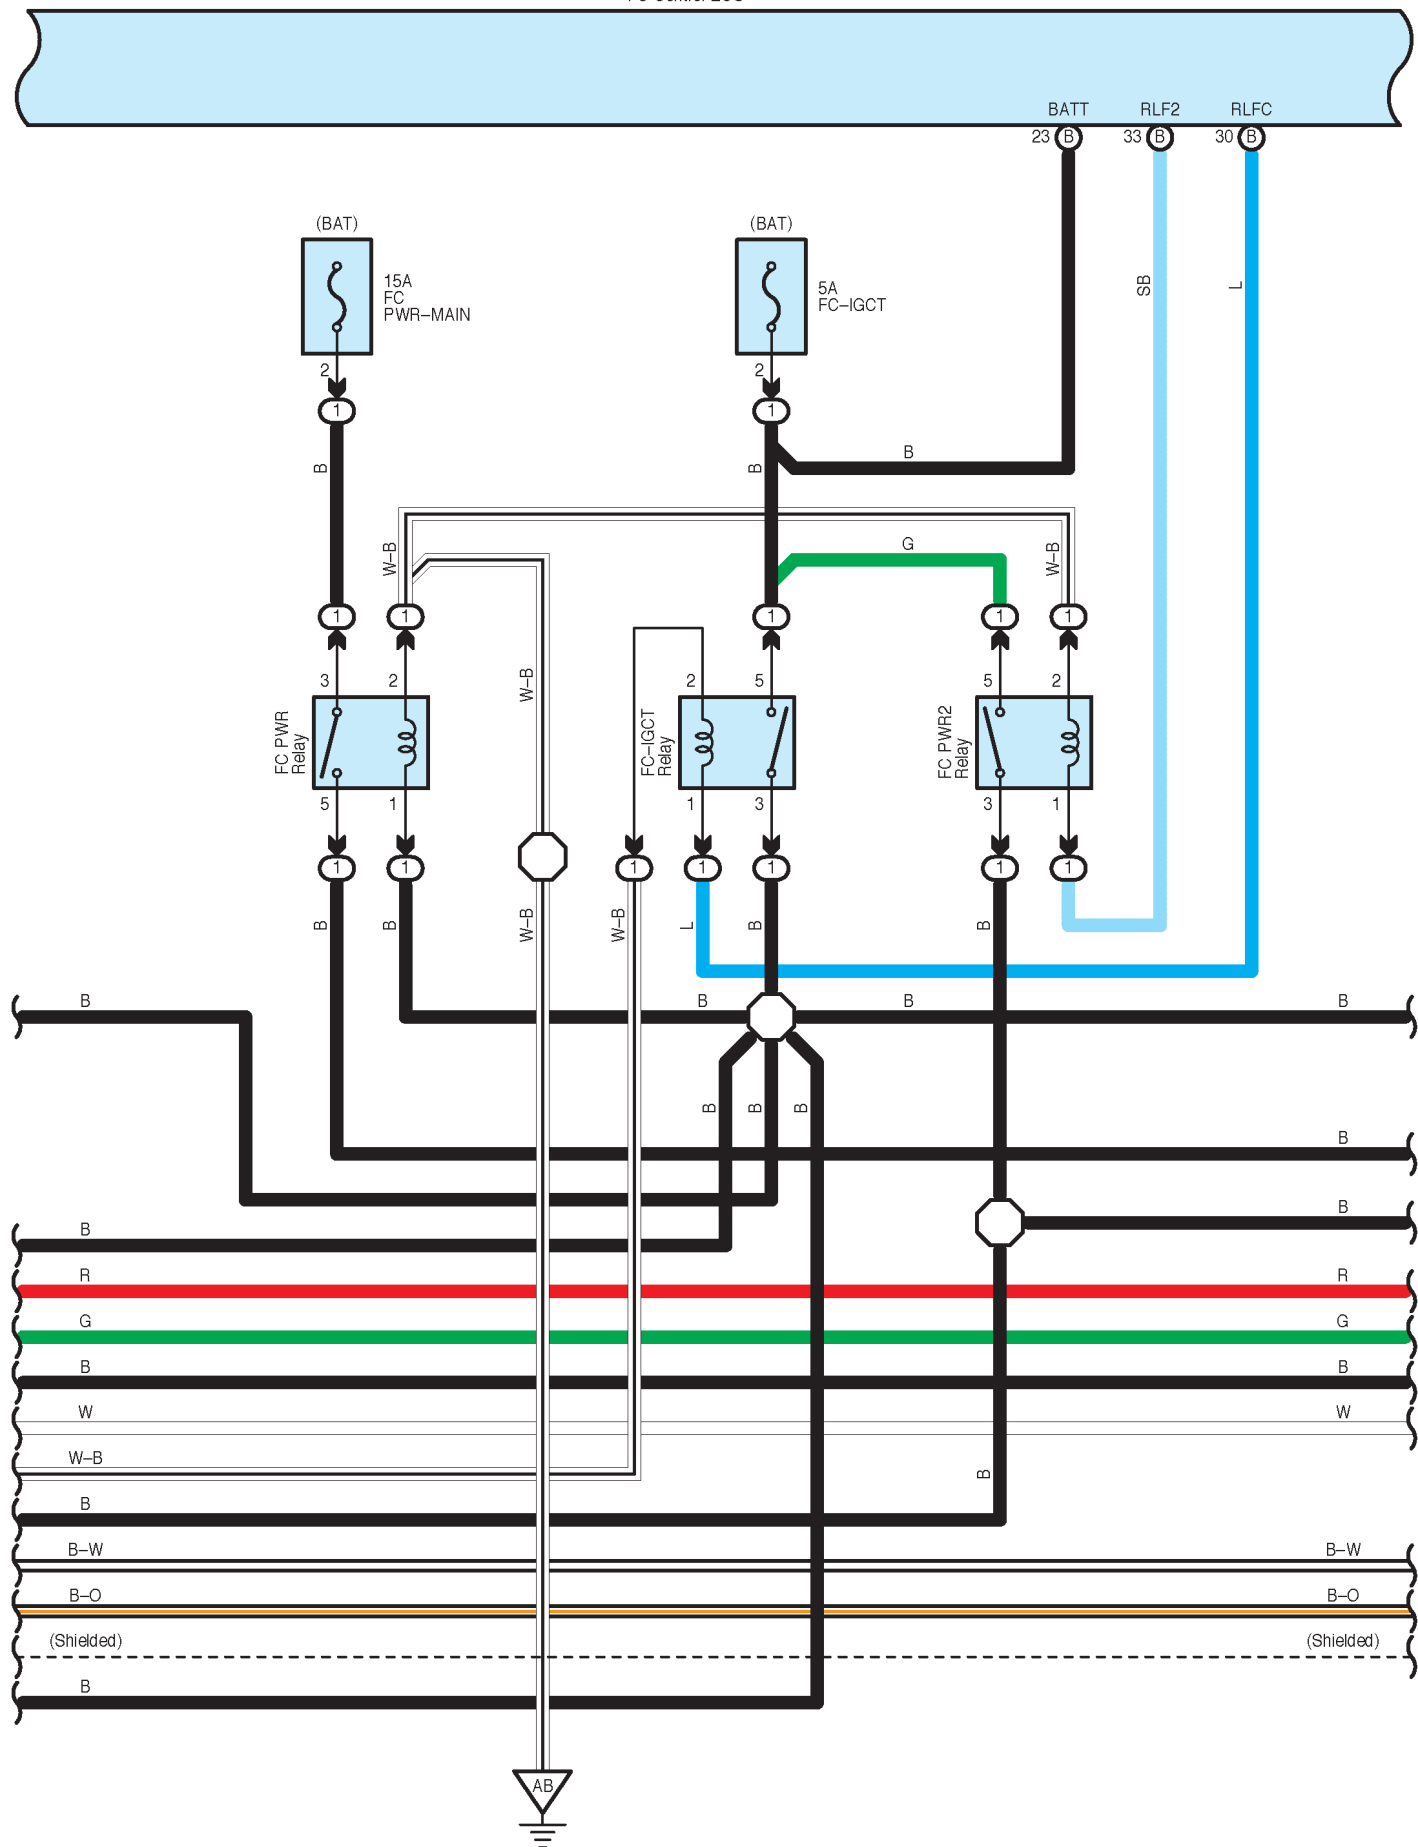 BATT RLF2 RLFC
23 B 33 B 30 B
(BAT) (BAT)
15A
FC
PWR–MAIN
5A
FC–IGCT
SB L
2 2
1 1
B B B
W–B G W–B
1 1 1 1 1
W–B
3 2 2 5 5 2
FC PWR
Relay
FC–IGCT
Relay
FC PWR2
Relay
5 1 1 3 3 1
1 1 1 1 1 1 1
B B W–B W–B L B B
B B B B
B B B
B
B
B
R R
G G
B B
W W
W–B
B
B
B–W B–W
B–O B–O
(Shielded) (Shielded)
B
AB